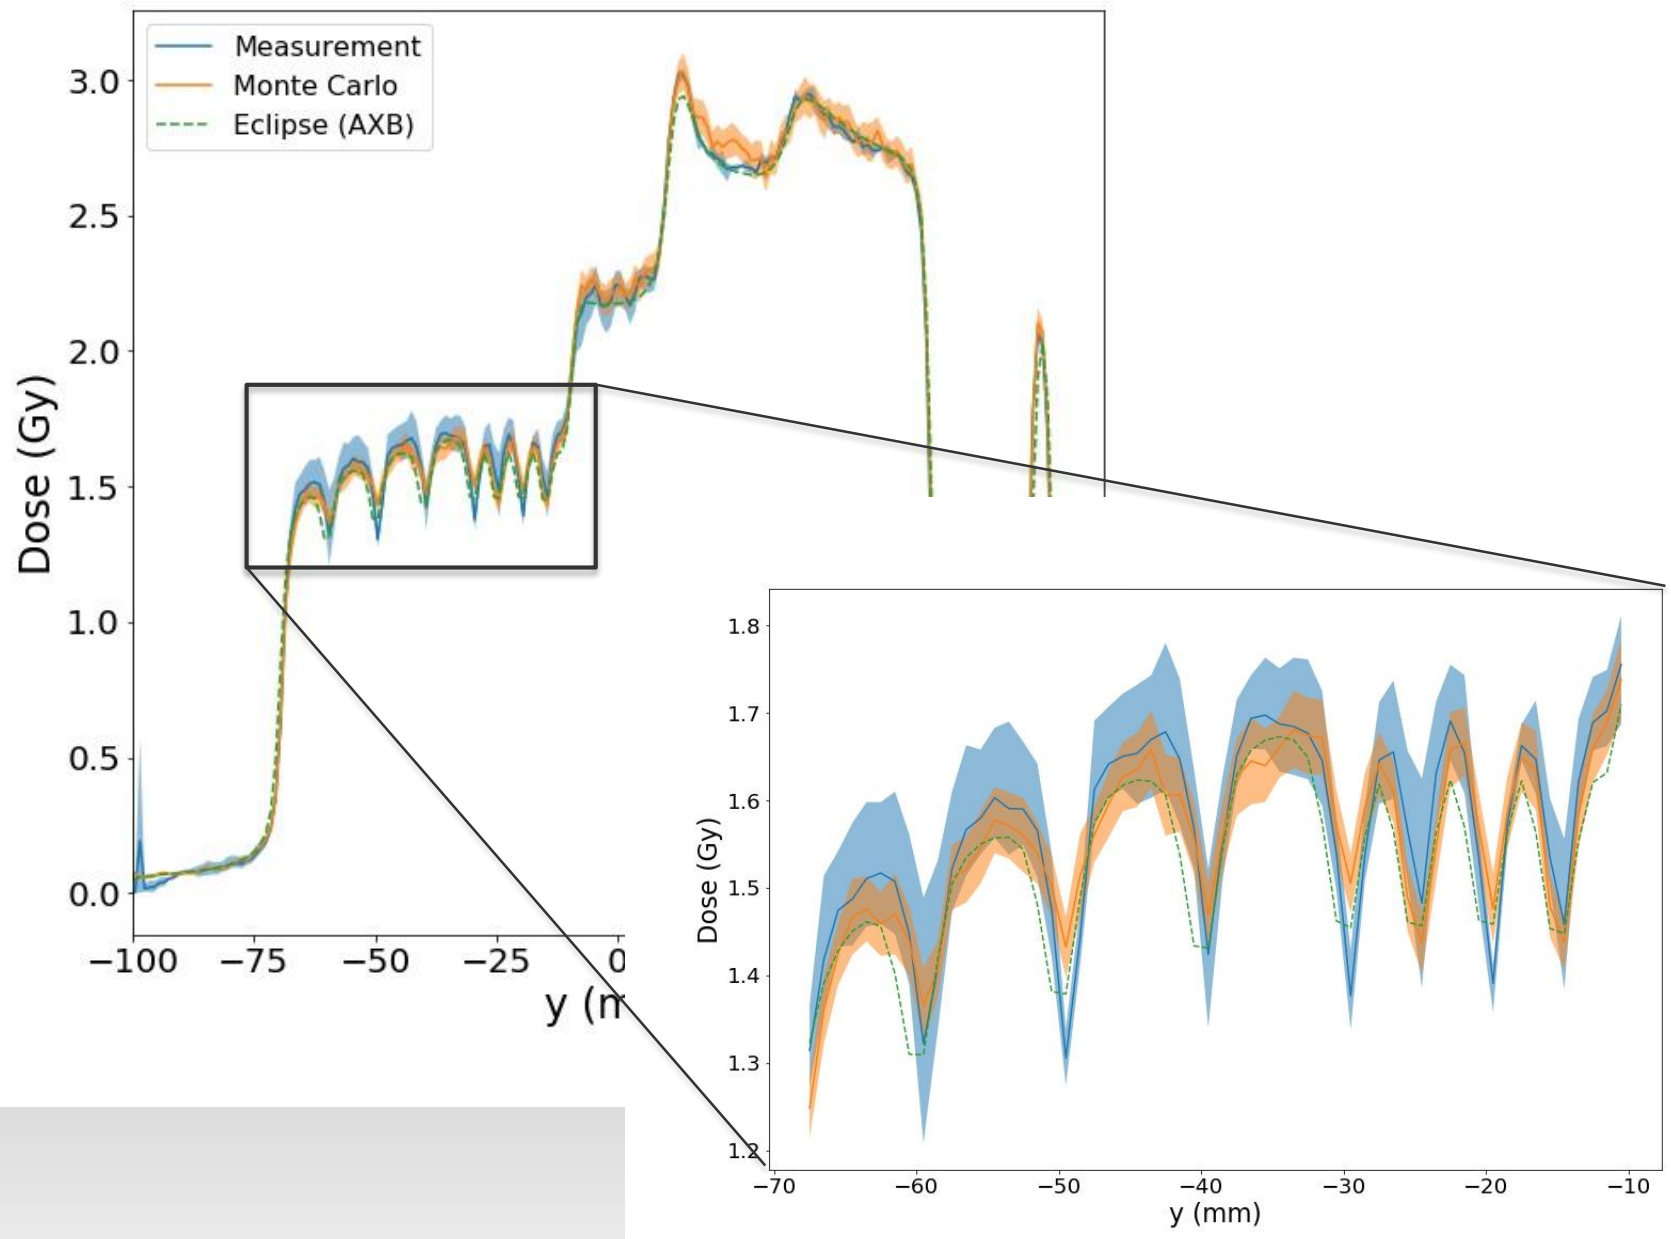 Measurement
Monte Carlo
Eclipse (AXB)
3.0
2.5
2.0
1.5
1.0
0.5
0.0
Dose (Gy)
−100 −75 −50 −25 0
y (m
1.8
1.7
1.6
1.5
1.4
1.3
1.2
Dose (Gy)
−70 −60 −50 −40 −30 −20 −10
y (mm)